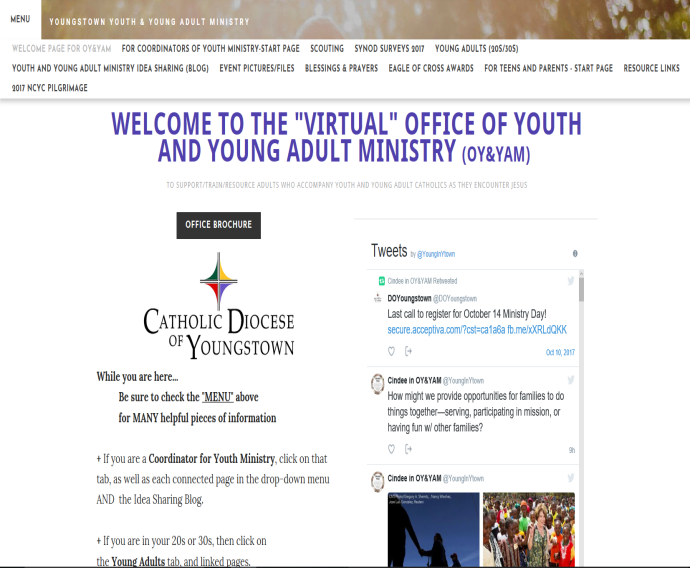 MENU
YOUNGSTOWN YOUTH & YOUNG ADULT MINISTRY
WELCOME PAGE FOR OY&YAM FOR COORDINATORS OF YOUTH MINISTRY-START PAGE SCOUTING SYNOD SURVEYS 2017 YOUNG ADULTS (20S/30S)
YOUTH AND YOUNG ADULT MINISTRY IDEA SHARING (BLOG) EVENT PICTURES/FILES BLESSINGS & PRAYERS EAGLE OF CROSS AWARDS FOR TEENS AND PARENTS - START PAGE RESOURCE LINKS
2017 NCYC PILGRIMAGE
WELCOME TO THE "VIRTUAL" OFFICE OF YOUTH
AND YOUNG ADULT MINISTRY (OY&YAM)
TO SUPPORT/TRAIN/RESOURCE ADULTS WHO ACCOMPANY YOUTH AND YOUNG ADULT CATHOLICS AS THEY ENCOUNTER JESUS
OFFICE BROCHURE
CATHOLIC DIOCESE
OF YOUNGSTOWN
While you are here...
Be sure to check the "MENU" above
for MANY helpful pieces of information
+ If you are a Coordinator for Youth Ministry, click on that
tab, as well as each connected page in the drop-down menu
AND the Idea Sharing Blog.
+ If you are in your 20s or 30s, then click on
the Young Adults tab, and linked pages.
Tweets by @YoungInYtown
Cindee in OY&YAM Retweeted
DOYoungstown @DOYoungstown
Last call to register for October 14 Ministry Day!
secure.acceptiva.com/?cst=ca1a6a fb.me/xXRLdQKK
Oct 10, 2017
Cindee in OY&YAM @YoungInYtown
How might we provide opportunities for families to do
things together—serving, participating in mission, or
having fun w/ other families?
9h
Cindee in OY&YAM @YoungInYtown